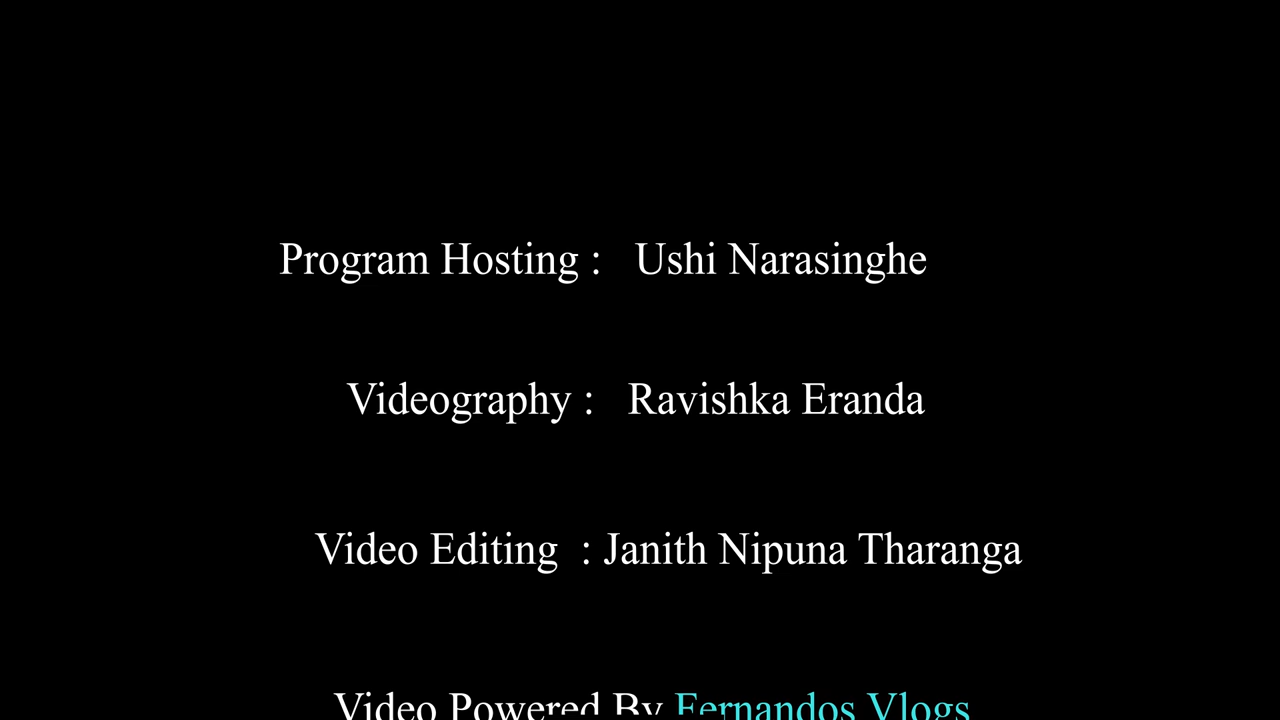 Program Hosting :   Ushi Narasinghe
Videography :   Ravishka Eranda
Video Editing  : Janith Nipuna Tharanga
Video Powered By Fernandos Vlogs